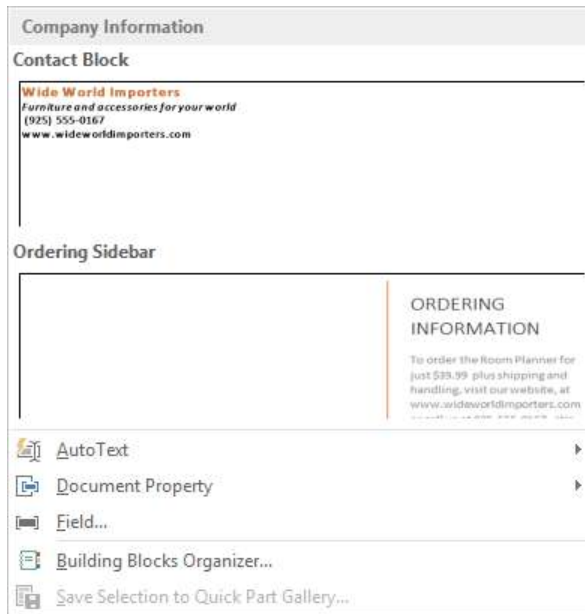 Company Information
Contact Block
Wide World Importers
Furniture and accessories for your world
(925) 555-0167
www.wideworldimporters.com
Ordering Sidebar
ORDERING
INFORMATION
To order the Room Planner for
just $39.99 plus shipping and
handling, visit our website, at
www.wideworldimporters.com
AutoText
Document Property
Field...
Building Blocks Organizer...
Save Selection to Quick Part Gallery...